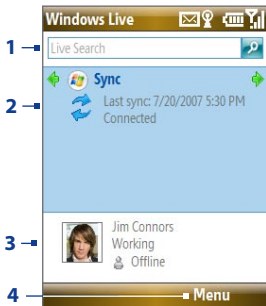 Windows Live
1
Live Search
Sync
2
Last sync: 7/20/2007 5:30 PM
Connected
Jim Connors
3
Working
Offline
4
Menu